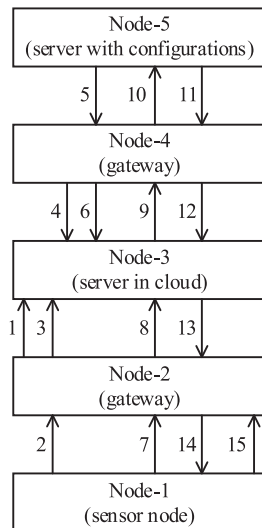 Node-5
(server with configurations)
5 10 11
Node-4
(gateway)
4 6 9 12
Node-3
(server in cloud)
1 3 8 13
Node-2
(gateway)
2 7 14 15
Node-1
(sensor node)